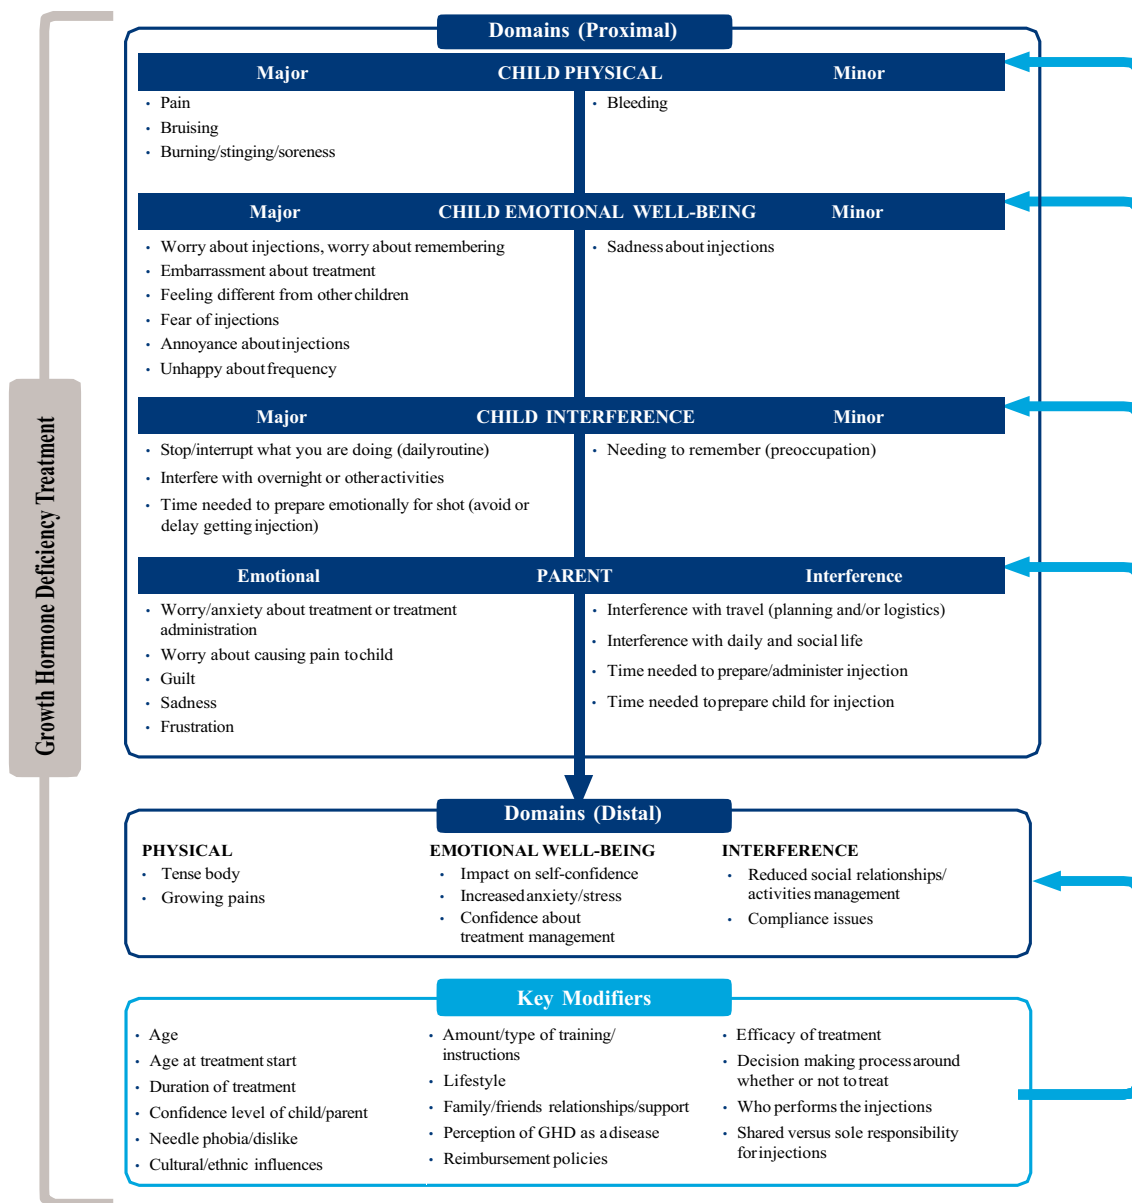 Growth Hormone Deficiency Treatment
Domains (Proximal)
Major CHILD PHYSICAL Minor
• Pain
• Bruising
• Burning/stinging/soreness
• Bleeding
Major CHILD EMOTIONAL WELL-BEING Minor
• Worry about injections, worry about remembering
• Embarrassment about treatment
• Feeling different from other children
• Fear of injections
• Annoyance about injections
• Unhappy about frequency
• Sadness about injections
Major CHILD INTERFERENCE Minor
• Stop/interrupt what you are doing (daily routine)
• Interfere with overnight or other activities
• Time needed to prepare emotionally for shot (avoid or
delay getting injection)
• Needing to remember (preoccupation)
Emotional PARENT Interference
• Worry/anxiety about treatment or treatment
administration
• Worry about causing pain to child
• Guilt
• Sadness
• Frustration
• Interference with travel (planning and/or logistics)
• Interference with daily and social life
• Time needed to prepare/administer injection
• Time needed to prepare child for injection
Domains (Distal)
PHYSICAL
• Tense body
• Growing pains
EMOTIONAL WELL-BEING
• Impact on self-confidence
• Increased anxiety/stress
• Confidence about
treatment management
INTERFERENCE
• Reduced social relationships/
activities management
• Compliance issues
Key Modifiers
• Age
• Age at treatment start
• Duration of treatment
• Confidence level of child/parent
• Needle phobia/dislike
• Cultural/ethnic influences
• Amount/type of training/
instructions
• Lifestyle
• Family/friends relationships/support
• Perception of GHD as a disease
• Reimbursement policies
• Efficacy of treatment
• Decision making process around
whether or not to treat
• Who performs the injections
• Shared versus sole responsibility
for injections